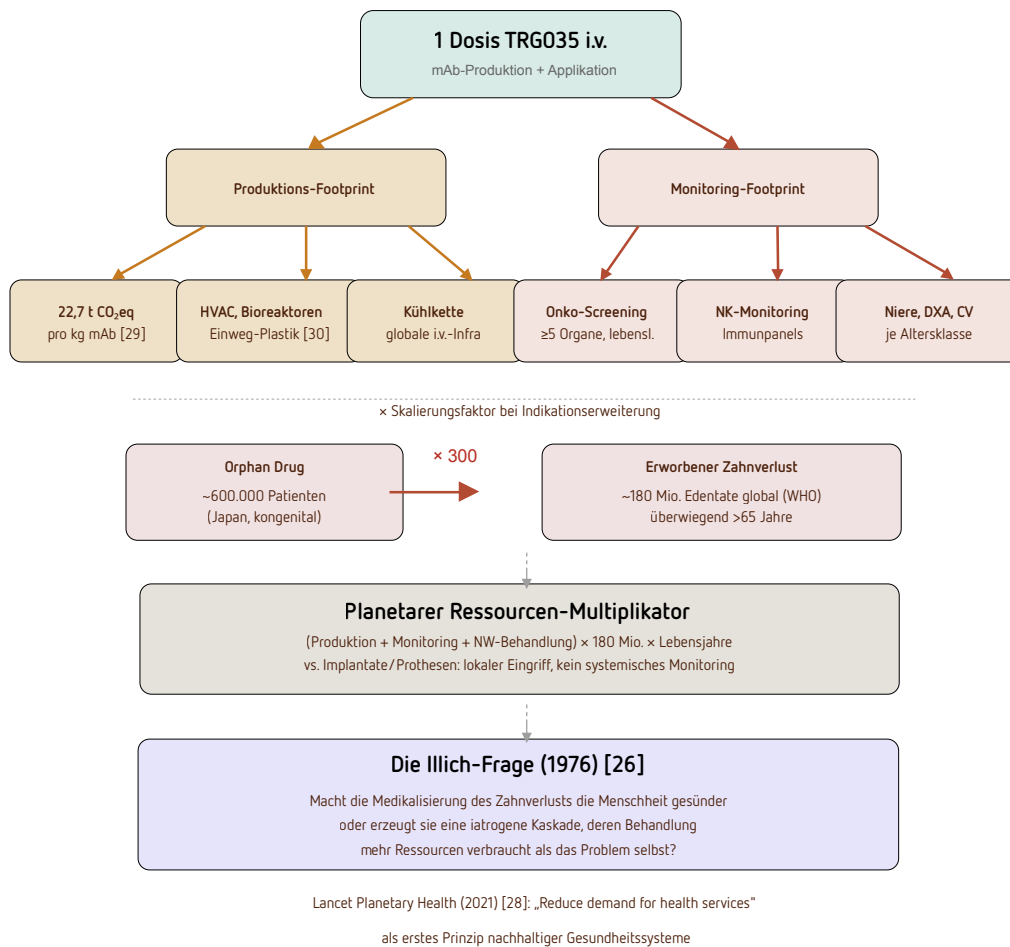 1 Dosis TRG035 i.v.
mAb-Produktion + Applikation
Produktions-Footprint
Monitoring-Footprint
22,7 t CO₂eq
pro kg mAb [29]
HVAC, Bioreaktoren
Einweg-Plastik [30]
Kühlkette
globale i.v.-Infra
Onko-Screening
≥5 Organe, lebensl.
NK-Monitoring
Immunpanels
Niere, DXA, CV
je Altersklasse
× Skalierungsfaktor bei Indikationserweiterung
Orphan Drug
~600.000 Patienten
(Japan, kongenital)
× 300
Erworbener Zahnverlust
~180 Mio. Edentate global (WHO)
überwiegend >65 Jahre
Planetarer Ressourcen-Multiplikator
(Produktion + Monitoring + NW-Behandlung) × 180 Mio. × Lebensjahre
vs. Implantate/Prothesen: lokaler Eingriff, kein systemisches Monitoring
Die Illich-Frage (1976) [26]
Macht die Medikalisierung des Zahnverlusts die Menschheit gesünder
oder erzeugt sie eine iatrogene Kaskade, deren Behandlung
mehr Ressourcen verbraucht als das Problem selbst?
Lancet Planetary Health (2021) [28]: „Reduce demand for health services"
als erstes Prinzip nachhaltiger Gesundheitssysteme